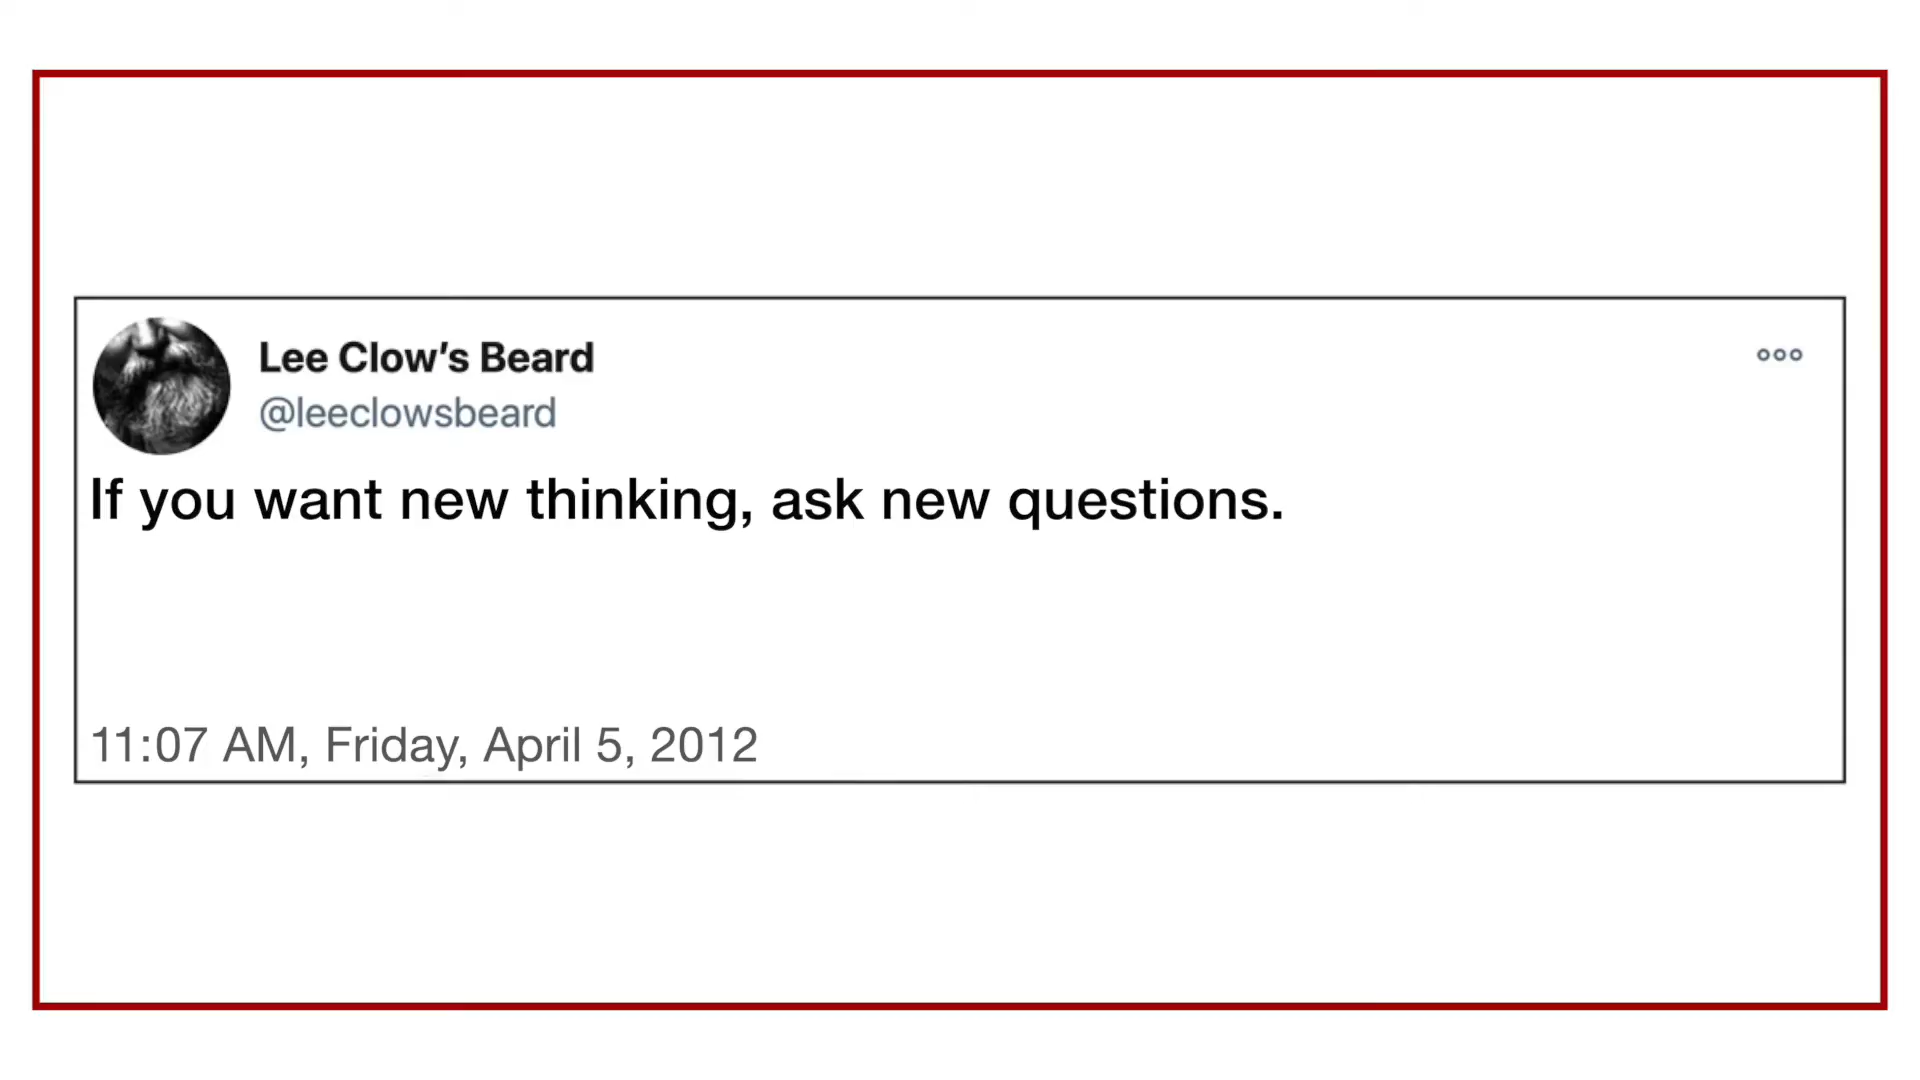 Lee Clow’s Beard
@leeclowsbeard
If you want new thinking, ask new questions.
11:07 AM, Friday, April 5, 2012